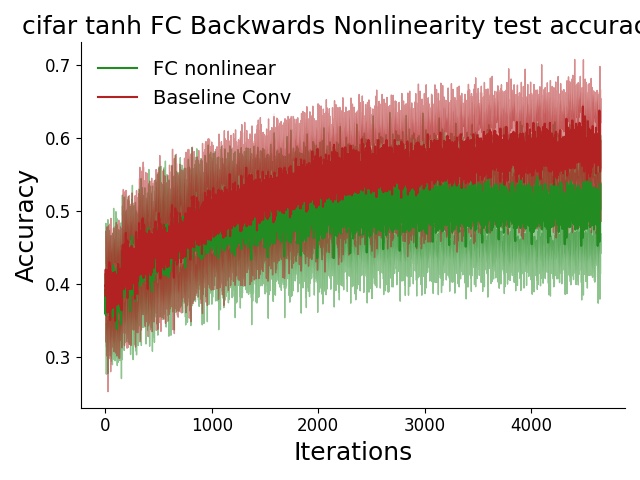 cifar tanh FC Backwards Nonlinearity test accurac
FC nonlinear
Baseline Conv
Accuracy
0.7
0.6
0.5
0.4
0.3
0 1000 2000 3000 4000
Iterations